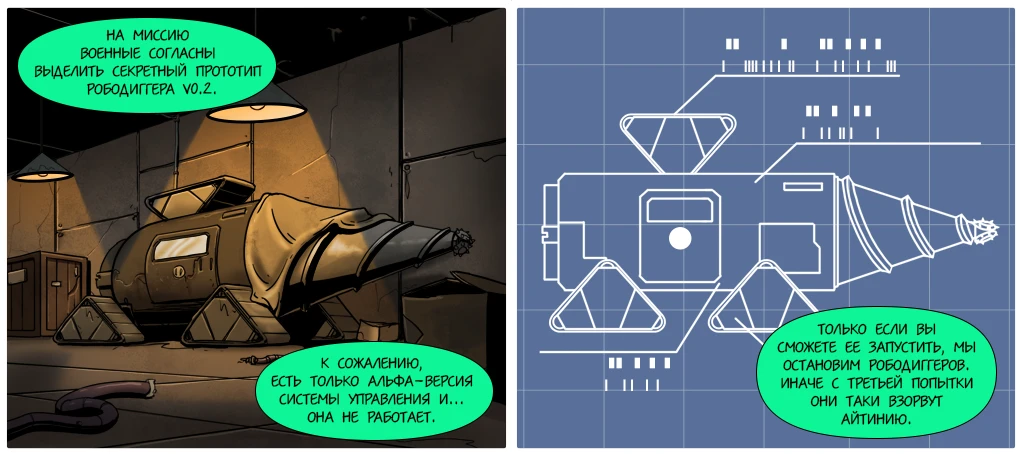 НА МИССИЮ
ВОЕННЫЕ СОГЛАСНЫ
ВЫДЕЛИТЬ СЕКРЕТНЫЙ ПРОТОТИП
РОБОДИГГЕРА V0.2.
К СОЖАЛЕНИЮ,
ЕСТЬ ТОЛЬКО АЛЬФА-ВЕРСИЯ
СИСТЕМЫ УПРАВЛЕНИЯ И...
ОНА НЕ РАБОТАЕТ.
ТОЛЬКО ЕСЛИ ВЫ
СМОЖЕТЕ ЕЕ ЗАПУСТИТЬ, МЫ
ОСТАНОВИМ РОБОДИГГЕРОВ.
ИНАЧЕ С ТРЕТЬЕЙ ПОПЫТКИ
ОНИ ТАКИ ВЗОРВУТ
АЙТИНИЮ.